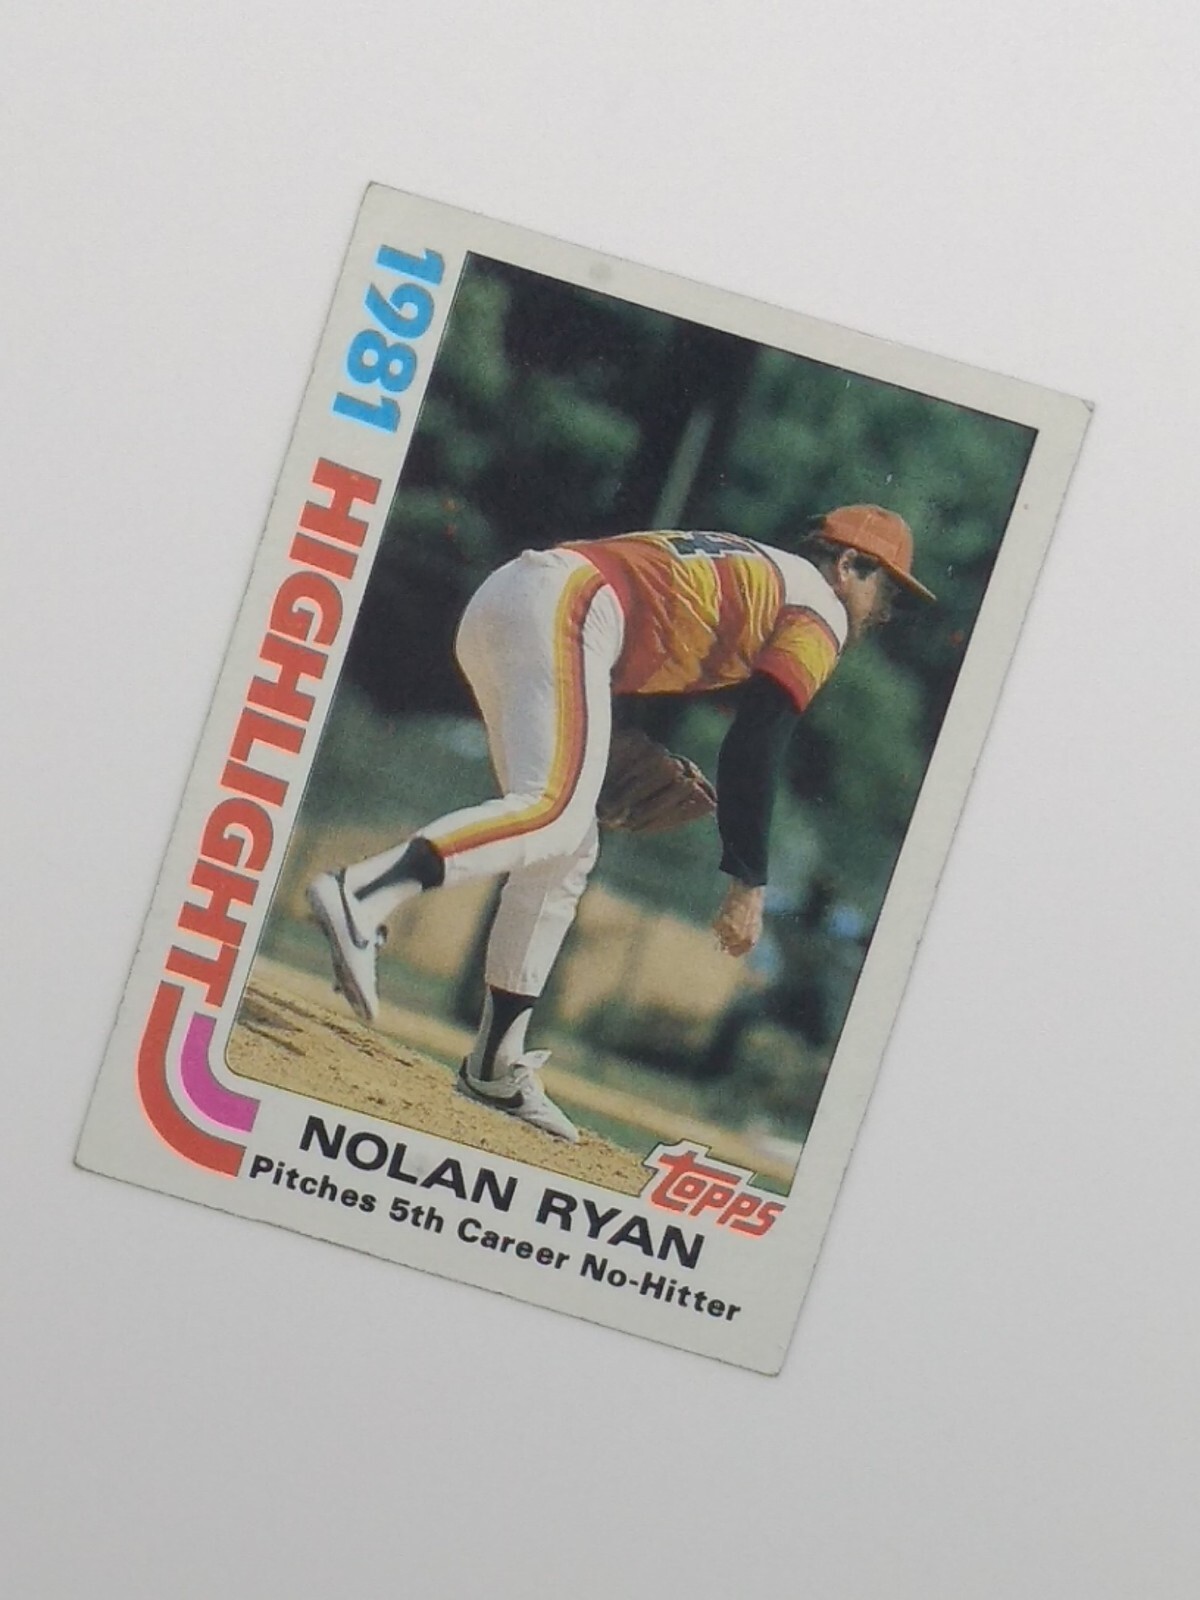 1981 HIGHLIGHT
Topps
NOLAN RYAN
Pitches 5th Career No-Hitter